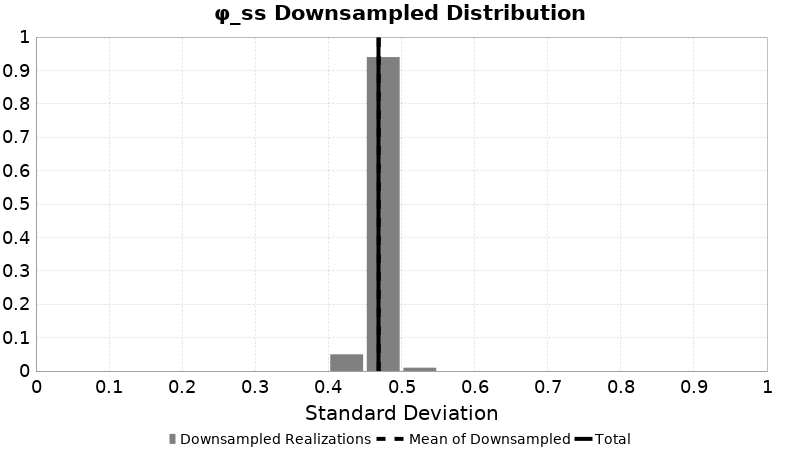 φ_ss Downsampled Distribution
1
0.9
0.8
0.7
0.6
0.5
0.4
0.3
0.2
0.1
0
0 0.1 0.2 0.3 0.4 0.5 0.6 0.7 0.8 0.9 1
Standard Deviation
Downsampled Realizations Mean of Downsampled Total